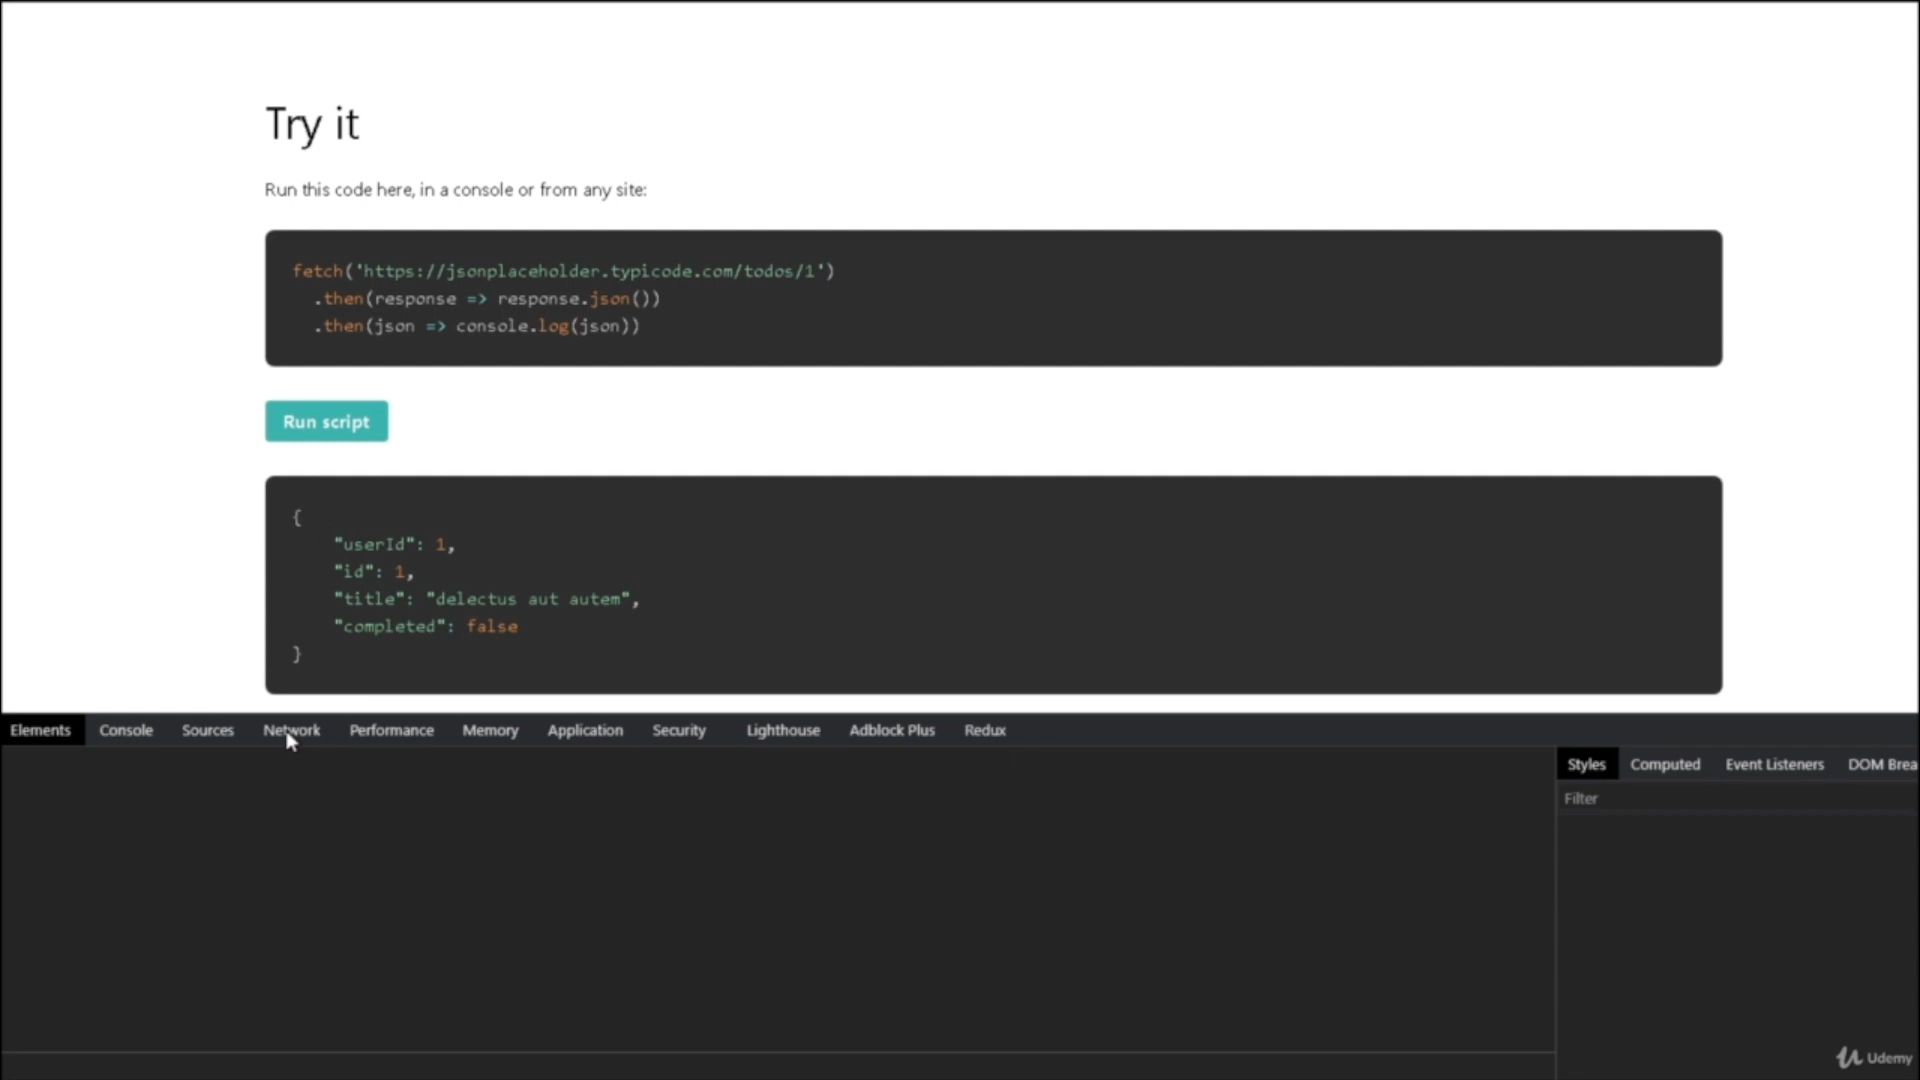 Try it
Run this code here, in a console or from any site:
fetch('https://jsonplaceholder.typicode.com/todos/1')
.then(response => response.json())
.then(json => console.log(json))
Run script
{
"userId": 1,
"id": 1,
"title": "delectus aut autem",
"completed": false
}
Elements Console Sources Network Performance Memory Application Security Lighthouse Adblock Plus Redux
Styles Computed Event Listeners DOM Brea
Filter
Udemy